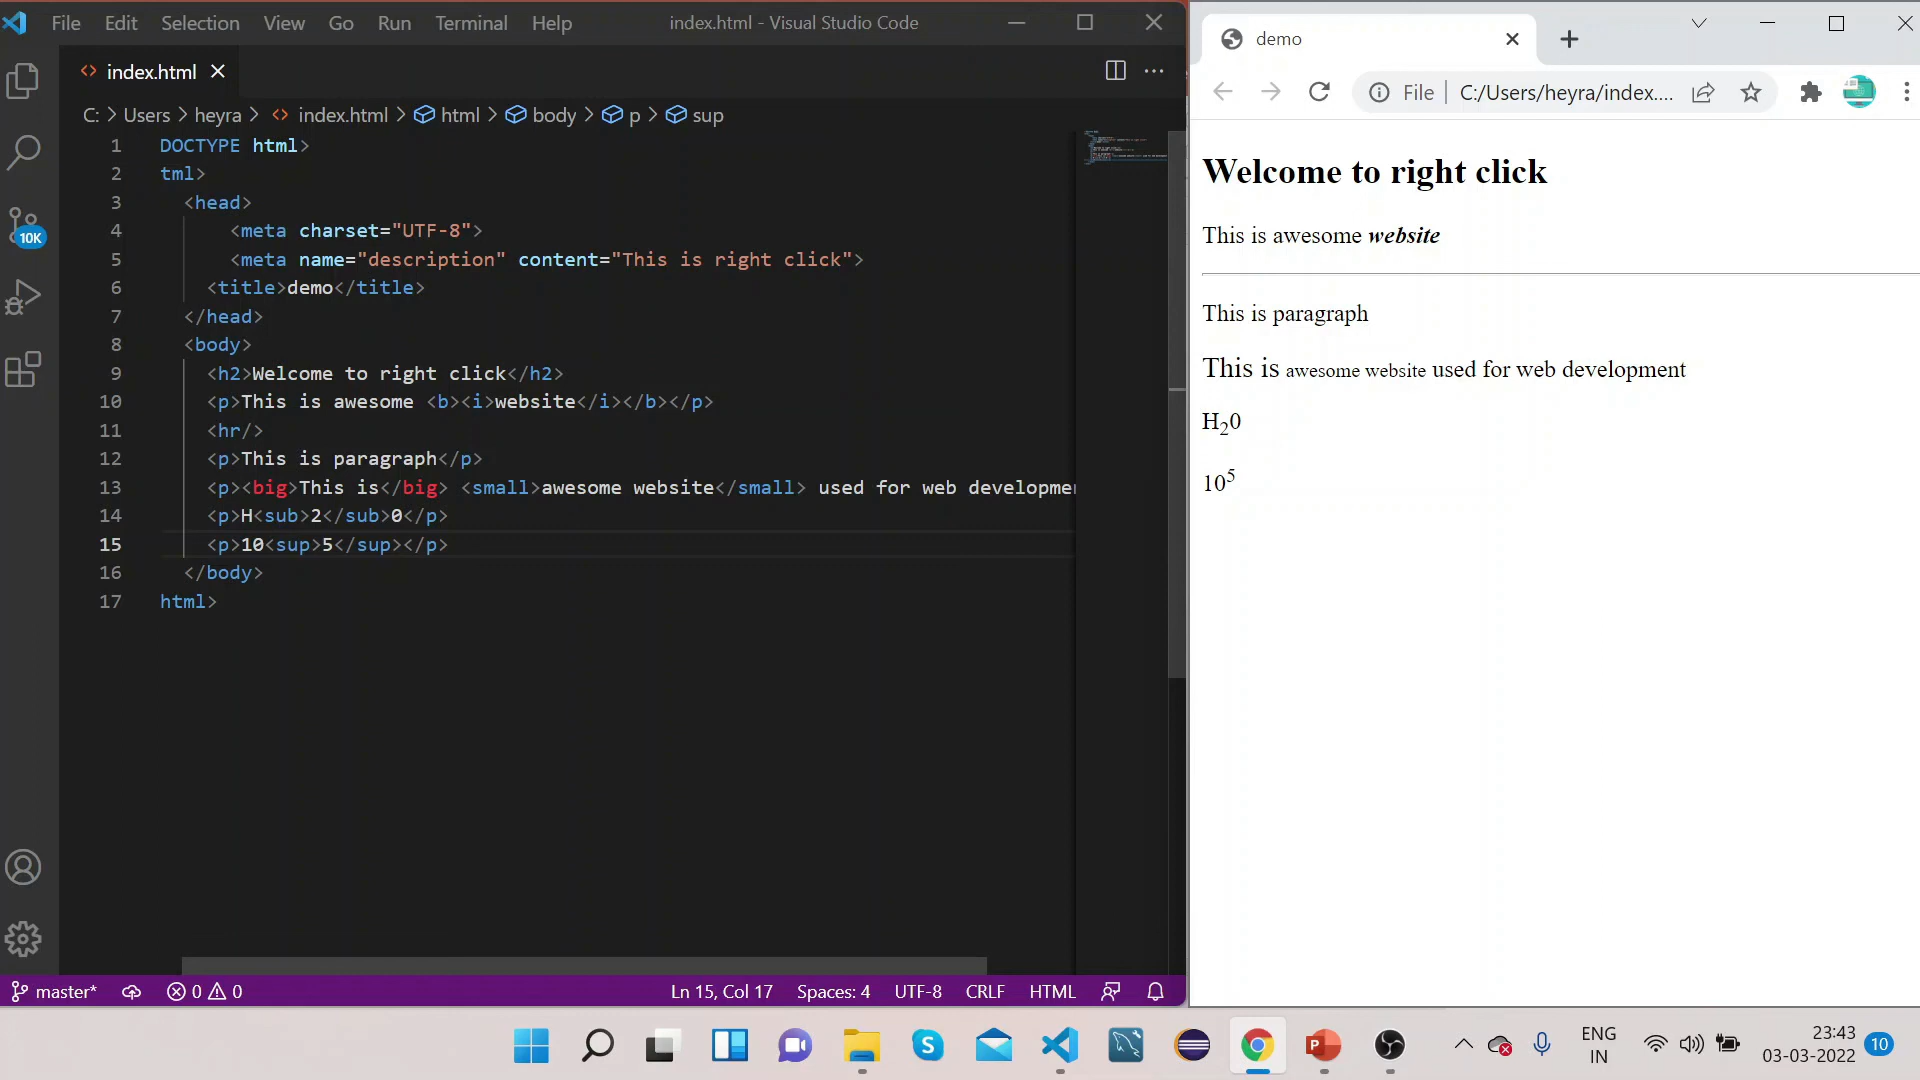 File Edit Selection View Go Run Terminal Help index.html - Visual Studio Code
index.html
C: > Users > heyra > index.html > html > body > p > sup
1 DOCTYPE html>
2 tml>
3 <head>
4 <meta charset="UTF-8">
5 <meta name="description" content="This is right click">
6 <title>demo</title>
7 </head>
8 <body>
9 <h2>Welcome to right click</h2>
10 <p>This is awesome <b><i>website</i></b></p>
11 <hr/>
12 <p>This is paragraph</p>
13 <p><big>This is</big> <small>awesome website</small> used for web developme
14 <p>H<sub>2</sub>0</p>
15 <p>10<sup>5</sup></p>
16 </body>
17 html>
10K
master* 0 0 Ln 15, Col 17 Spaces: 4 UTF-8 CRLF HTML
demo
File C:/Users/heyra/index....
Welcome to right click
This is awesome website
This is paragraph
This is awesome website used for web development
H₂0
10⁵
ENG
IN
23:43
03-03-2022
10